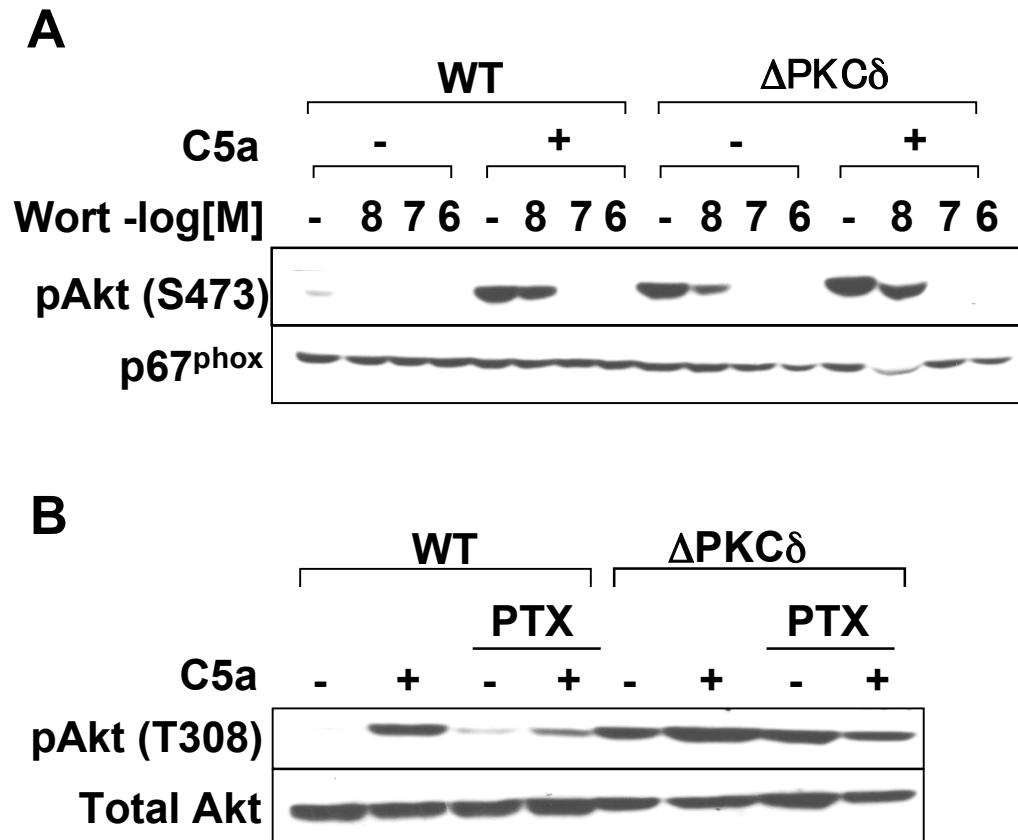 A
WT ΔPKCδ
C5a - + - +
Wort -log[M] - 8 7 6 - 8 7 6 - 8 7 6 - 8 7 6
pAkt (S473)
p67phox
B
WT ΔPKCδ
PTX PTX
C5a - + - + - + - +
pAkt (T308)
Total Akt